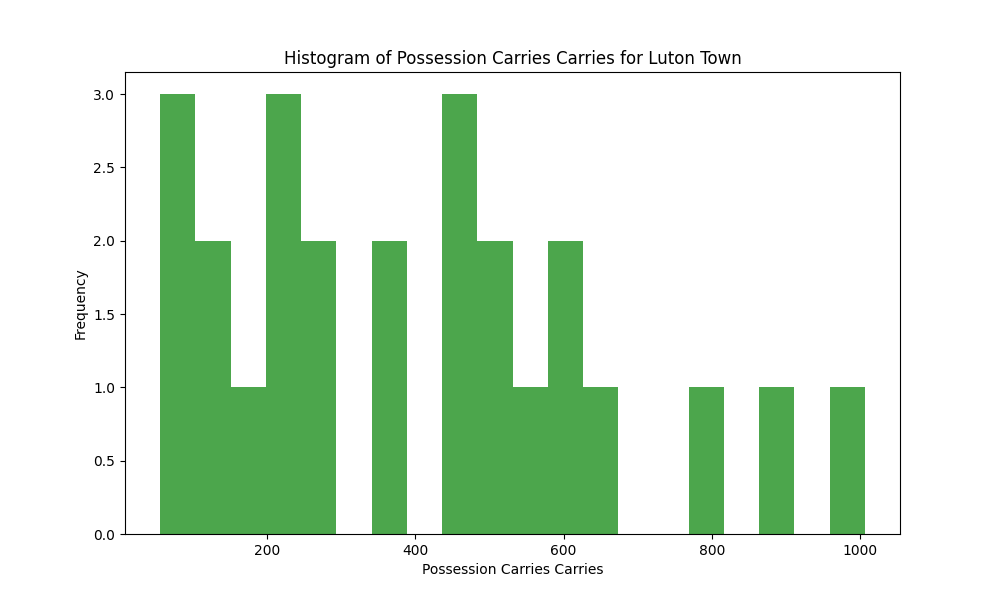 Histogram of Possession Carries Carries for Luton Town
3.0
2.5
2.0
1.5
1.0
0.5
0.0
Frequency
200 400 600 800 1000
Possession Carries Carries